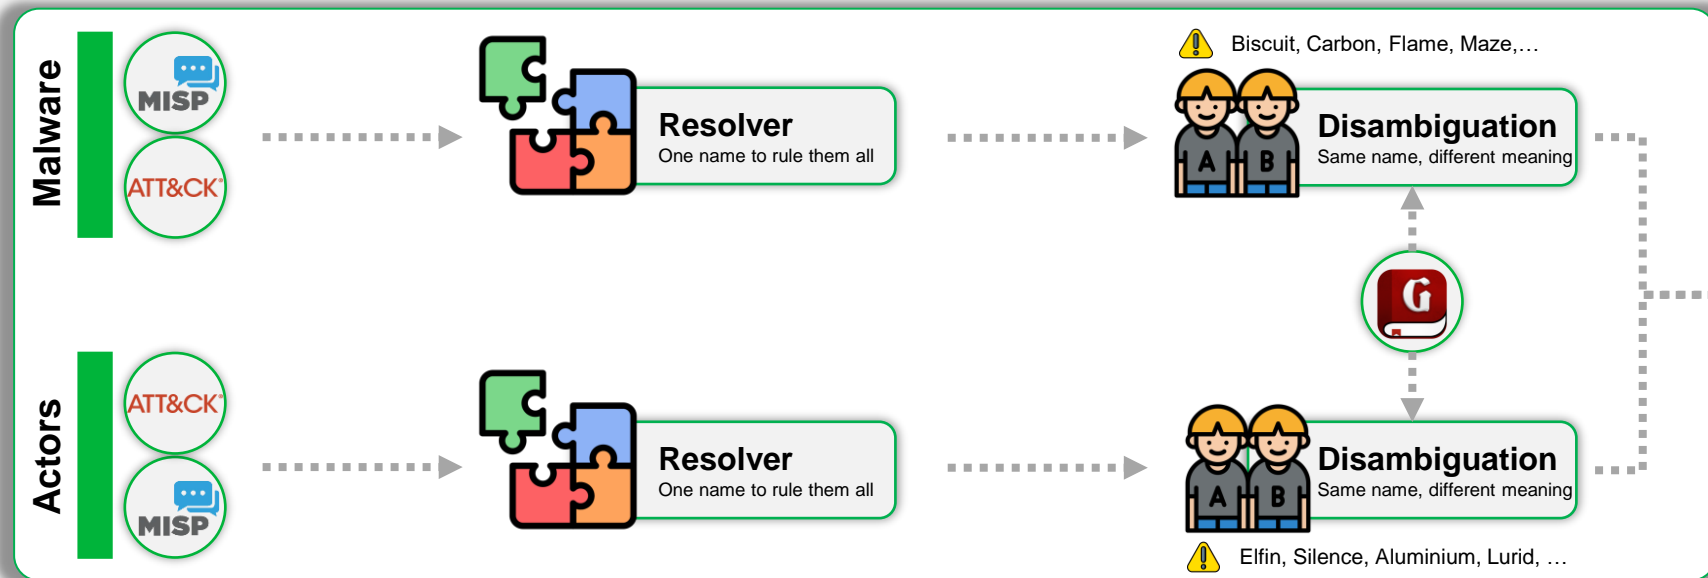 Malware
MISP
ATT&CK®
Resolver
One name to rule them all
Biscuit, Carbon, Flame, Maze,…
A B
Disambiguation
Same name, different meaning
G
Actors
ATT&CK®
MISP
Resolver
One name to rule them all
A B
Disambiguation
Same name, different meaning
Elfin, Silence, Aluminium, Lurid, …